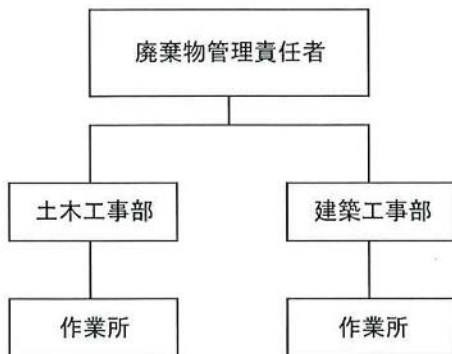 廃棄物管理責任者
土木工事部
建築工事部
作業所
作業所